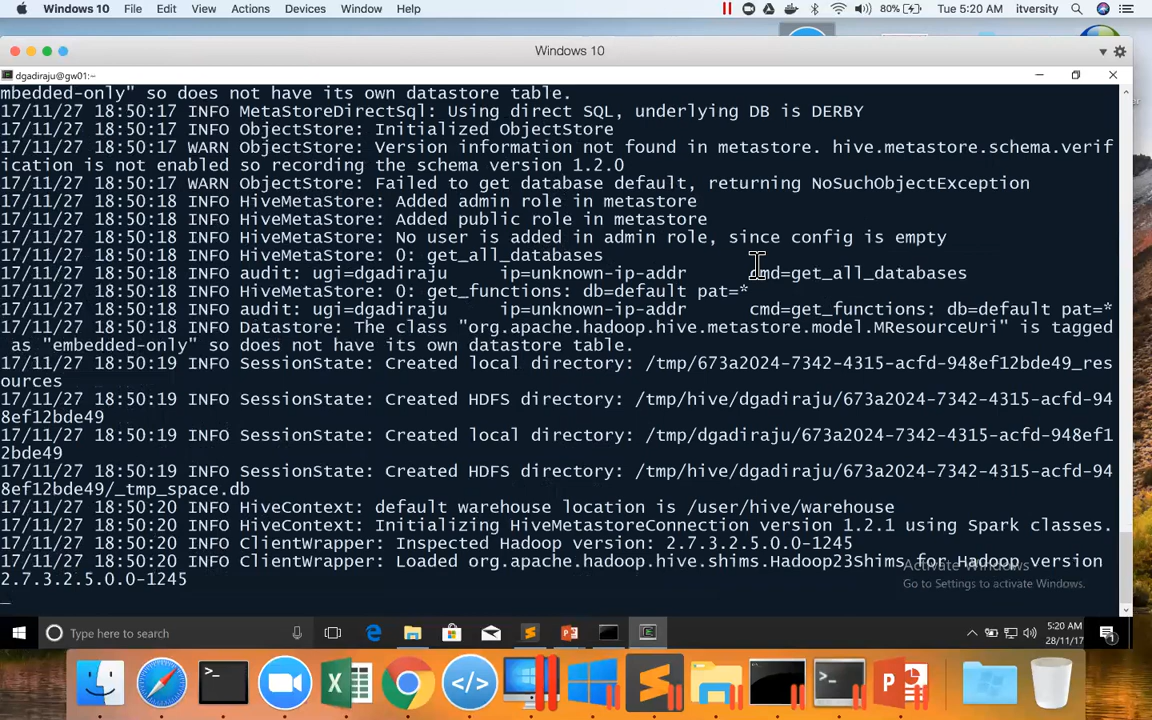 Windows 10 File Edit View Actions Devices Window Help 80% Tue 5:20 AM itversity
Windows 10
dgadiraju@gw01:~
mbedded-only" so does not have its own datastore table.
17/11/27 18:50:17 INFO MetaStoreDirectSql: Using direct SQL, underlying DB is DERBY
17/11/27 18:50:17 INFO ObjectStore: Initialized ObjectStore
17/11/27 18:50:17 WARN ObjectStore: Version information not found in metastore. hive.metastore.schema.verif
ication is not enabled so recording the schema version 1.2.0
17/11/27 18:50:17 WARN ObjectStore: Failed to get database default, returning NoSuchObjectException
17/11/27 18:50:18 INFO HiveMetaStore: Added admin role in metastore
17/11/27 18:50:18 INFO HiveMetaStore: Added public role in metastore
17/11/27 18:50:18 INFO HiveMetaStore: No user is added in admin role, since config is empty
17/11/27 18:50:18 INFO HiveMetaStore: 0: get_all_databases
17/11/27 18:50:18 INFO audit: ugi=dgadiraju ip=unknown-ip-addr cmd=get_all_databases
17/11/27 18:50:18 INFO HiveMetaStore: 0: get_functions: db=default pat=*
17/11/27 18:50:18 INFO audit: ugi=dgadiraju ip=unknown-ip-addr cmd=get_functions: db=default pat=*
17/11/27 18:50:18 INFO Datastore: The class "org.apache.hadoop.hive.metastore.model.MResourceUri" is tagged
as "embedded-only" so does not have its own datastore table.
17/11/27 18:50:19 INFO SessionState: Created local directory: /tmp/673a2024-7342-4315-acfd-948ef12bde49_res
ources
17/11/27 18:50:19 INFO SessionState: Created HDFS directory: /tmp/hive/dgadiraju/673a2024-7342-4315-acfd-94
8ef12bde49
17/11/27 18:50:19 INFO SessionState: Created local directory: /tmp/dgadiraju/673a2024-7342-4315-acfd-948ef1
2bde49
17/11/27 18:50:19 INFO SessionState: Created HDFS directory: /tmp/hive/dgadiraju/673a2024-7342-4315-acfd-94
8ef12bde49/_tmp_space.db
17/11/27 18:50:20 INFO HiveContext: default warehouse location is /user/hive/warehouse
17/11/27 18:50:20 INFO HiveContext: Initializing HiveMetastoreConnection version 1.2.1 using Spark classes.
17/11/27 18:50:20 INFO ClientWrapper: Inspected Hadoop version: 2.7.3.2.5.0.0-1245
17/11/27 18:50:20 INFO ClientWrapper: Loaded org.apache.hadoop.hive.shims.Hadoop23Shims for Hadoop version
2.7.3.2.5.0.0-1245
Activate Windows
Go to Settings to activate Windows.
Type here to search
5:20 AM
28/11/17